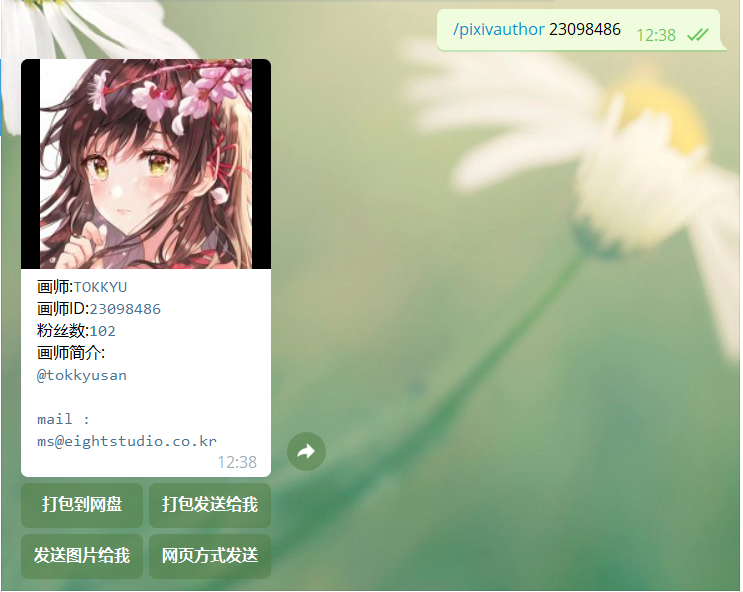 /pixivauthor 23098486 12:38
画师:TOKKYU
画师ID:23098486
粉丝数:102
画师简介:
@tokkyusan
mail :
ms@eightstudio.co.kr
12:38
打包到网盘 打包发送给我
发送图片给我 网页方式发送